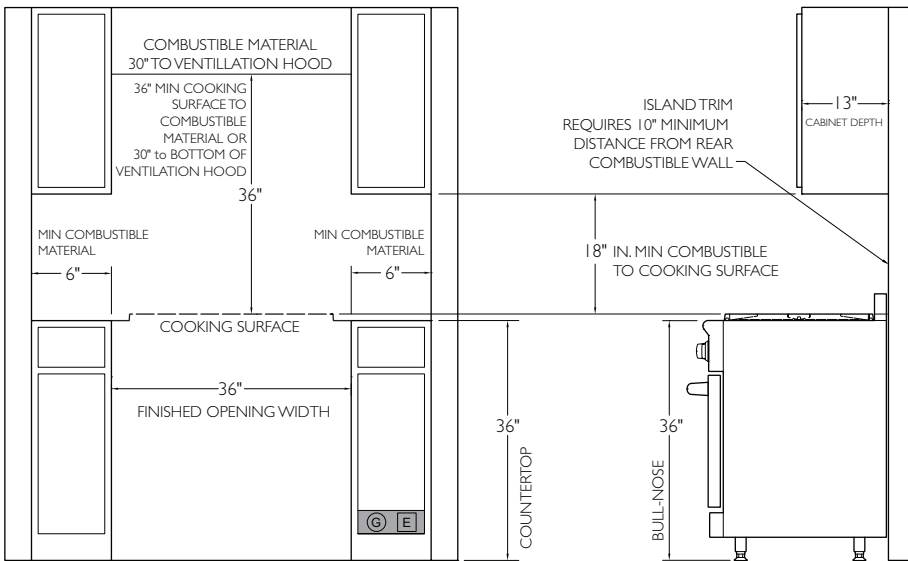 COMBUSTIBLE MATERIAL
30" TO VENTILLATION HOOD
36" MIN COOKING
SURFACE TO
COMBUSTIBLE
MATERIAL OR
30" to BOTTOM OF
VENTILATION HOOD
36"
MIN COMBUSTIBLE
MATERIAL
6"
MIN COMBUSTIBLE
MATERIAL
6"
COOKING SURFACE
36"
FINISHED OPENING WIDTH
G
E
36"
COUNTERTOP
ISLAND TRIM
REQUIRES 10" MINIMUM
DISTANCE FROM REAR
COMBUSTIBLE WALL
13"
CABINET DEPTH
18" IN. MIN COMBUSTIBLE
TO COOKING SURFACE
36"
BULL-NOSE